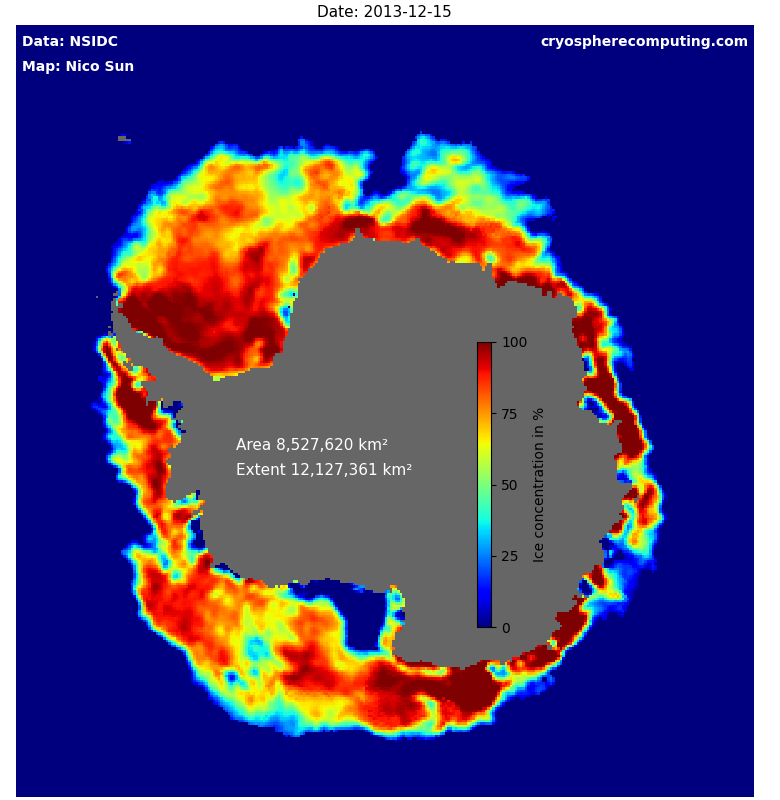 Date: 2013-12-15
Data: NSIDC
cryospherecomputing.com
Map: Nico Sun
Area 8,527,620 km²
Extent 12,127,361 km²
100
75
50
25
0
Ice concentration in %